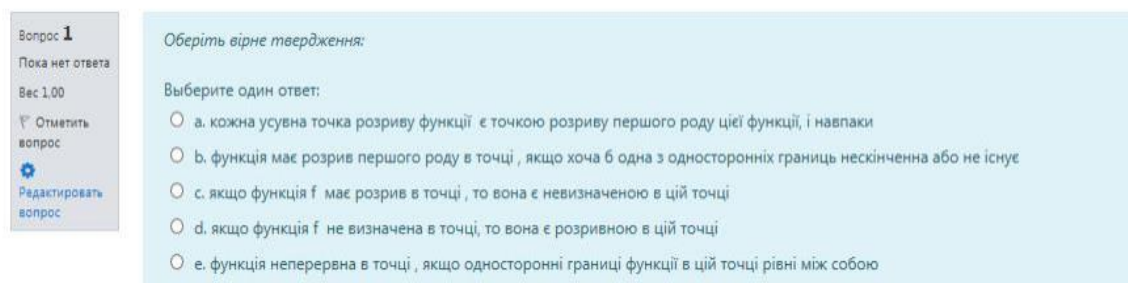 Вопрос 1
Пока нет ответа
Вес 1,00
Отметить
вопрос
Редактировать
вопрос
Оберіть вірне твердження:
Выберите один ответ:
a. кожна усувна точка розриву функції є точкою розриву першого роду цієї функції, і навпаки
b. функція має розрив першого роду в точці , якщо хоча б одна з односторонніх границь нескінченна або не існує
c. якщо функція f має розрив в точці , то вона є невизначеною в цій точці
d. якщо функція f не визначена в точці, то вона є розривною в цій точці
e. функція неперервна в точці , якщо односторонні границі функції в цій точці рівні між собою